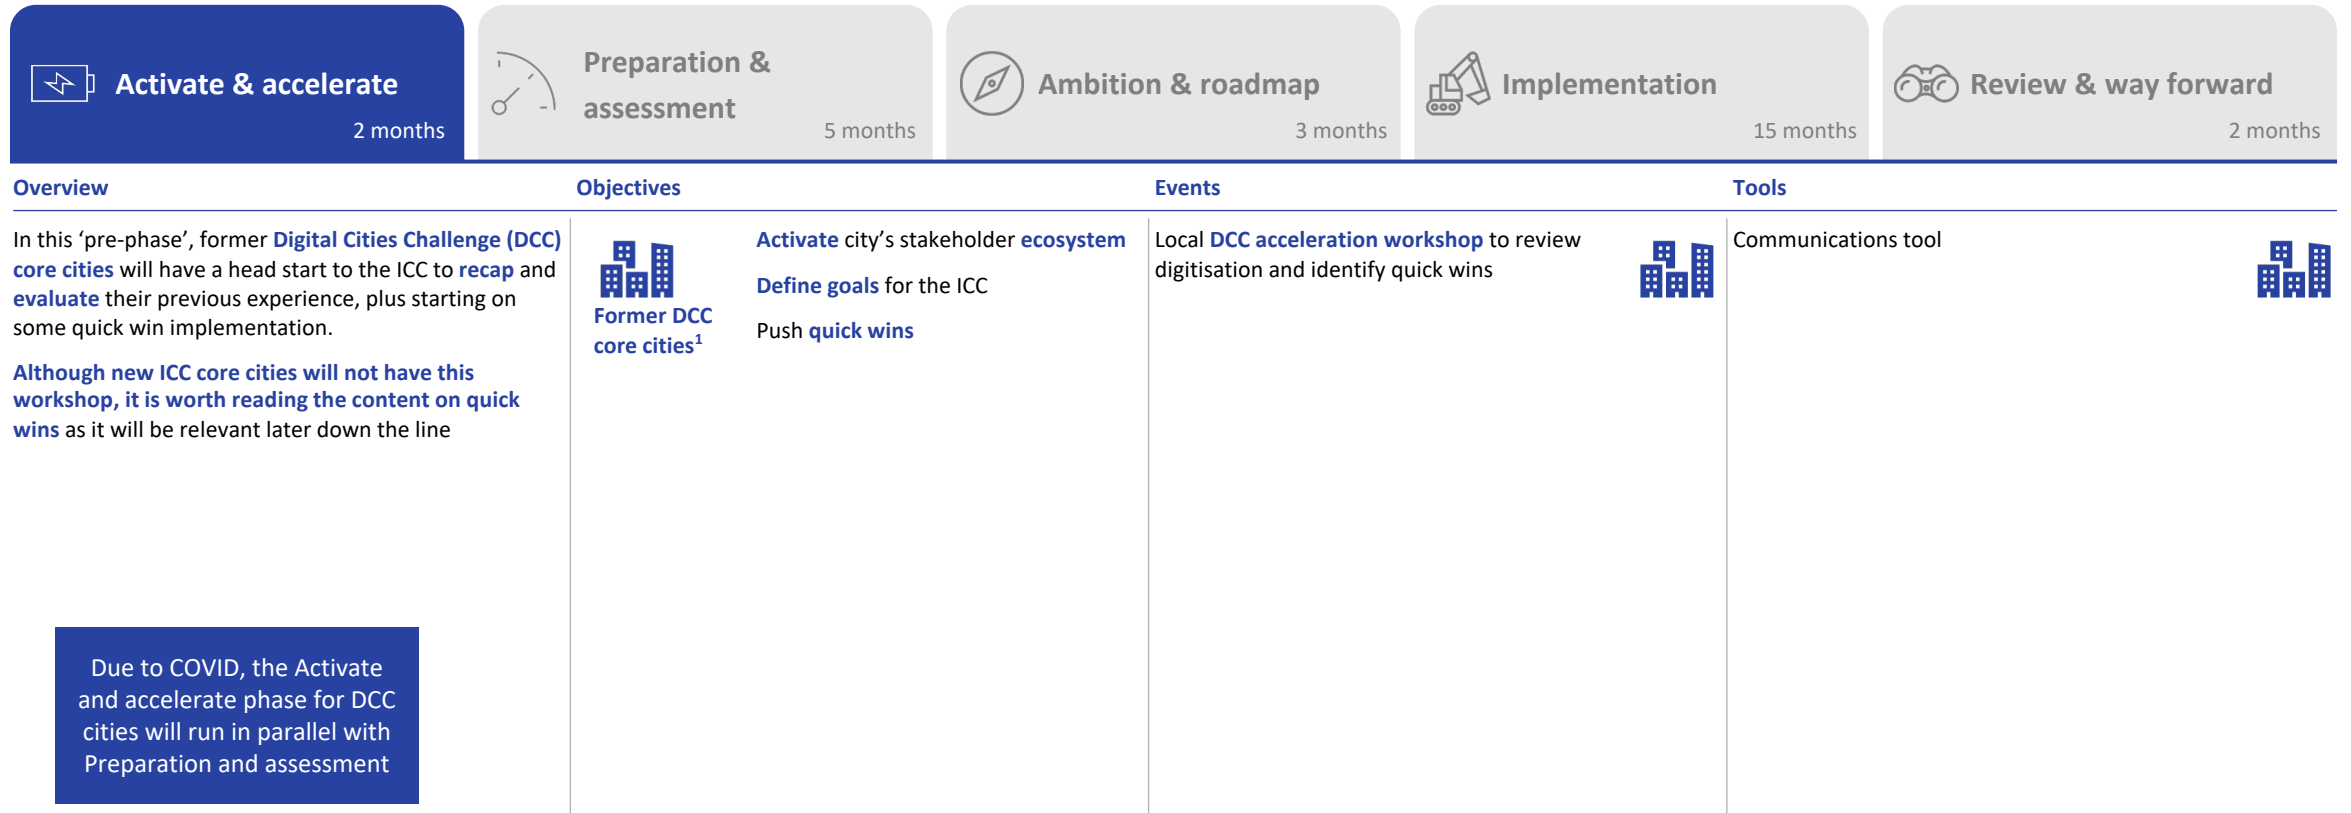 Activate & accelerate
2 months
Preparation &
assessment
5 months
Ambition & roadmap
3 months
Implementation
15 months
Review & way forward
2 months
Overview
In this ‘pre-phase’, former Digital Cities Challenge (DCC)
core cities will have a head start to the ICC to recap and
evaluate their previous experience, plus starting on
some quick win implementation.
Although new ICC core cities will not have this
workshop, it is worth reading the content on quick
wins as it will be relevant later down the line
Due to COVID, the Activate
and accelerate phase for DCC
cities will run in parallel with
Preparation and assessment
Objectives
Former DCC
core cities¹
Activate city’s stakeholder ecosystem
Define goals for the ICC
Push quick wins
Events
Local DCC acceleration workshop to review
digitisation and identify quick wins
Tools
Communications tool